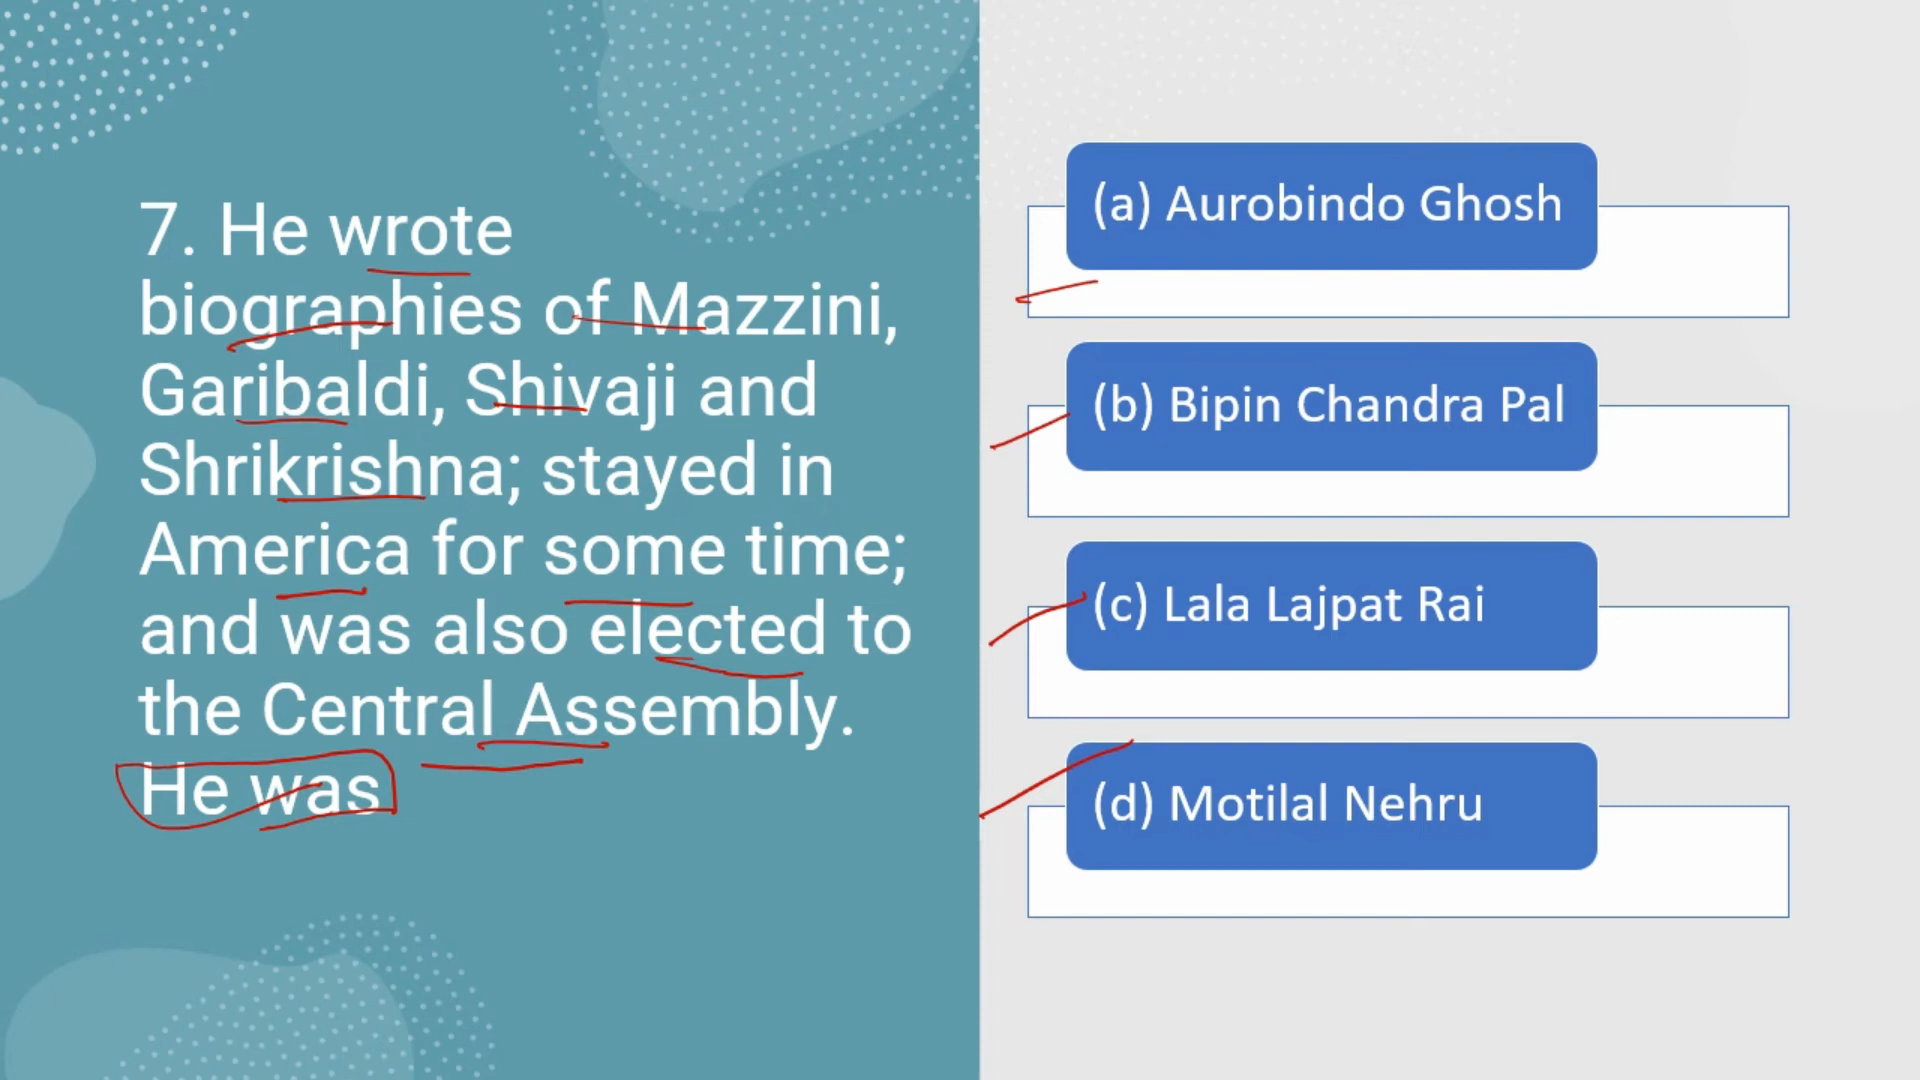 7. He wrote
biographies of Mazzini,
Garibaldi, Shivaji and
Shrikrishna; stayed in
America for some time;
and was also elected to
the Central Assembly.
He was
(a) Aurobindo Ghosh
(b) Bipin Chandra Pal
(c) Lala Lajpat Rai
(d) Motilal Nehru